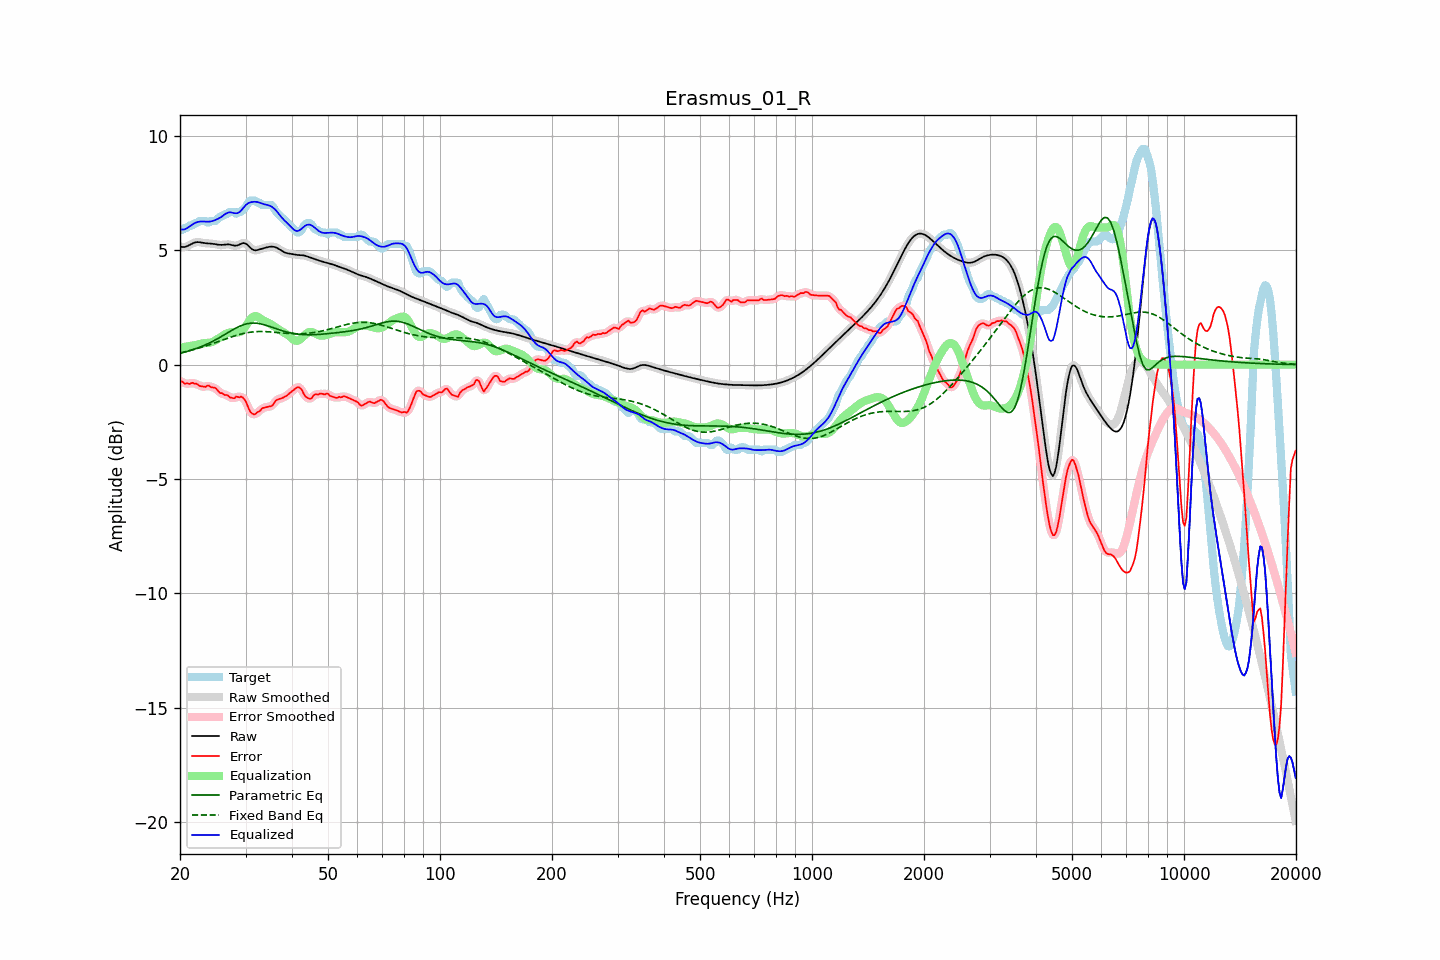 Erasmus_01_R
10
5
0
−5
−10
−15
−20
Amplitude (dBr)
Target
Raw Smoothed
Error Smoothed
Raw
Error
Equalization
Parametric Eq
Fixed Band Eq
Equalized
20 50 100 200 500 1000 2000 5000 10000 20000
Frequency (Hz)